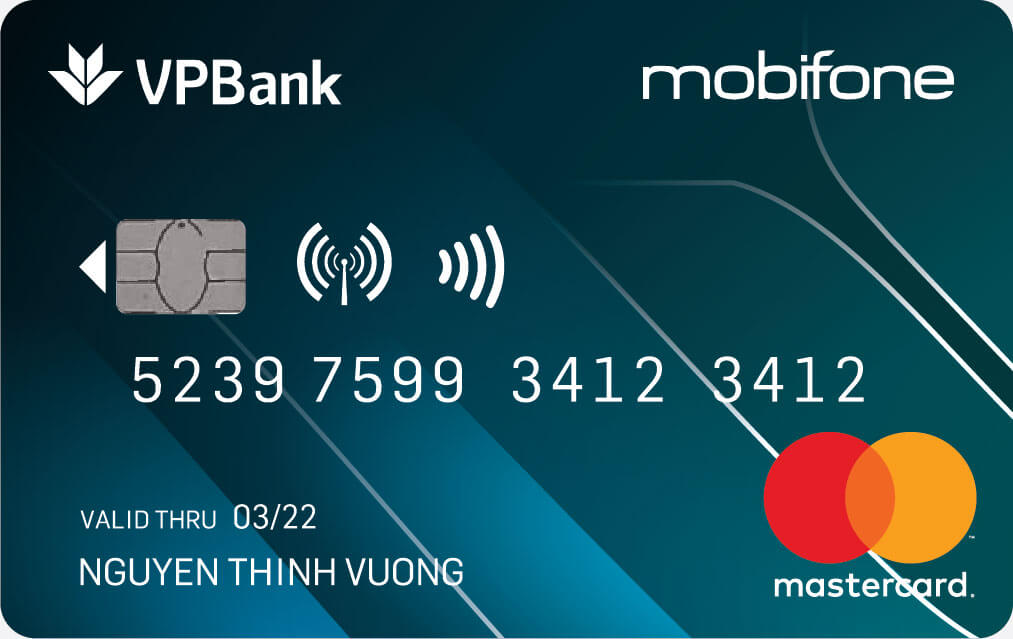 VPBank
mobifone
5239 7599 3412 3412
VALID THRU 03/22
NGUYEN THINH VUONG
mastercard.